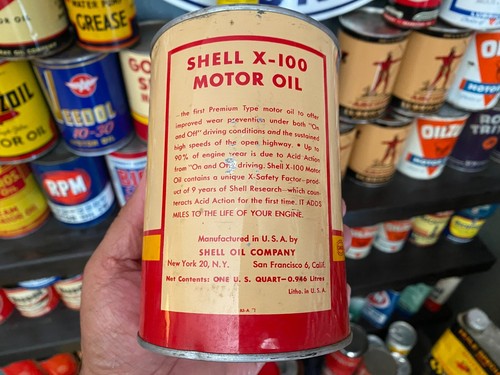 SHELL X-100
MOTOR OIL
—the first Premium Type motor oil to offer
improved wear prevention under both "On
and Off" driving conditions and the sustained
high speeds of the open highway. • Up to
90% of engine wear is due to Acid Action
from "On and Off" driving. Shell X-100 Motor
Oil contains a unique X-Safety Factor—prod-
uct of 9 years of Shell Research—which coun-
teracts Acid Action for the first time. IT ADDS
MILES TO THE LIFE OF YOUR ENGINE.
Manufactured in U.S.A. by
SHELL OIL COMPANY
New York 20, N.Y. San Francisco 6, Calif.
Net Contents: ONE U. S. QUART—0.946 Litres
Litho. in U.S.A.
WATER PUMP
GREASE
VEEDOL
10-30
MOTOR OIL
RPM
MOTOR OIL
OILZU